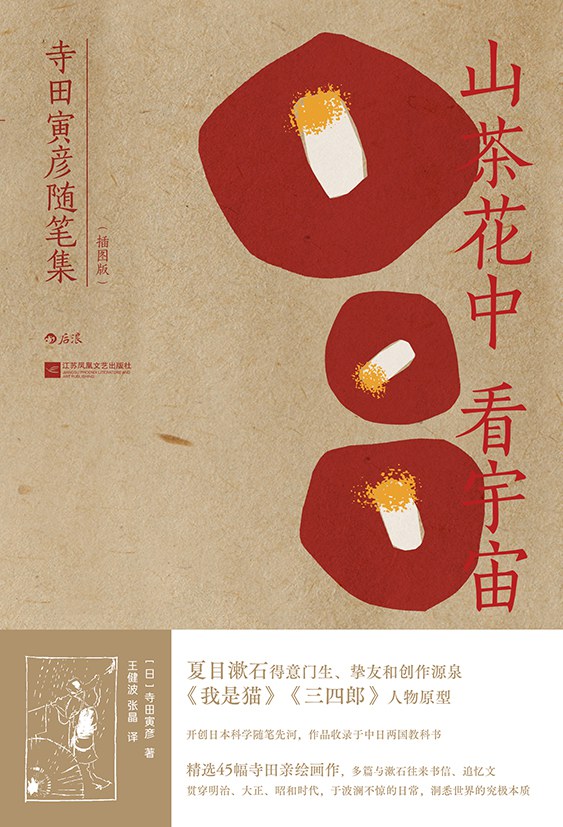 山茶花中 看宇宙
寺田寅彦随笔集
(插图版)
后浪
江苏凤凰文艺出版社
JIANGSU PHOENIX LITERATURE AND
ART PUBLISHING
[日]寺田寅彦 著
王健波 张晶 译
夏目漱石得意门生、挚友和创作源泉
《我是猫》《三四郎》人物原型
开创日本科学随笔先河，作品收录于中日两国教科书
精选45幅寺田亲绘画作，多篇与漱石往来书信、追忆文
贯穿明治、大正、昭和时代，于波澜不惊的日常，洞悉世界的究极本质